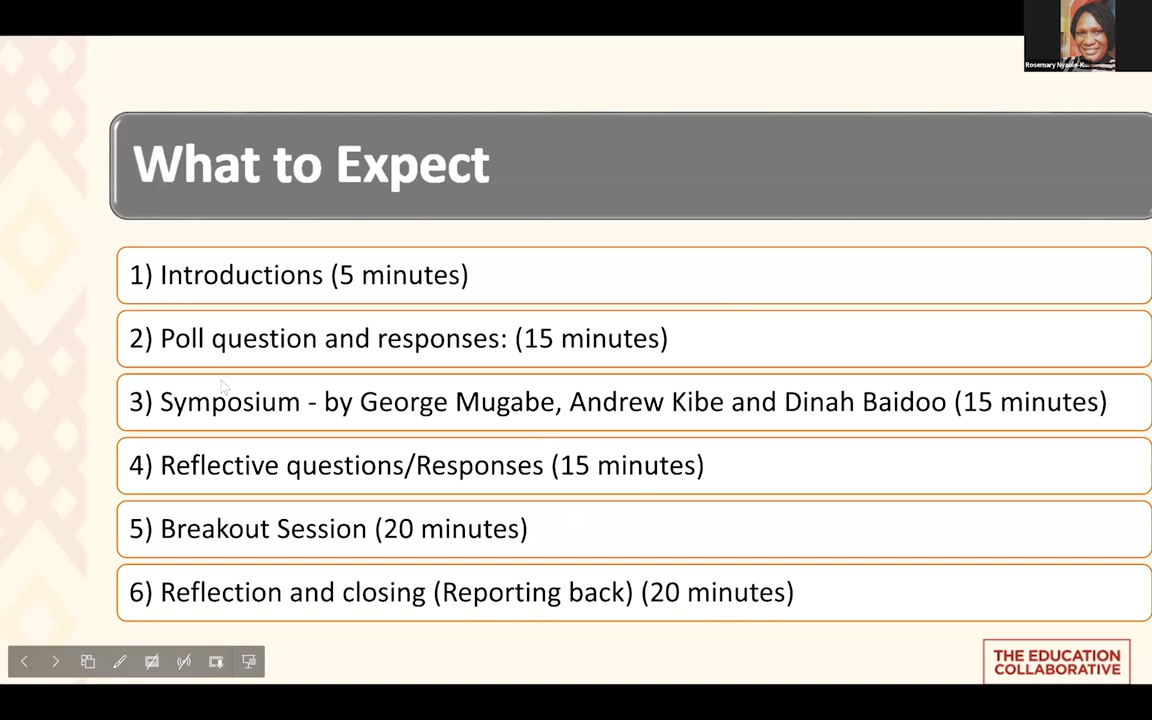 Rosemary Nyaole-K...
What to Expect
1) Introductions (5 minutes)
2) Poll question and responses: (15 minutes)
3) Symposium - by George Mugabe, Andrew Kibe and Dinah Baidoo (15 minutes)
4) Reflective questions/Responses (15 minutes)
5) Breakout Session (20 minutes)
6) Reflection and closing (Reporting back) (20 minutes)
THE EDUCATION
COLLABORATIVE